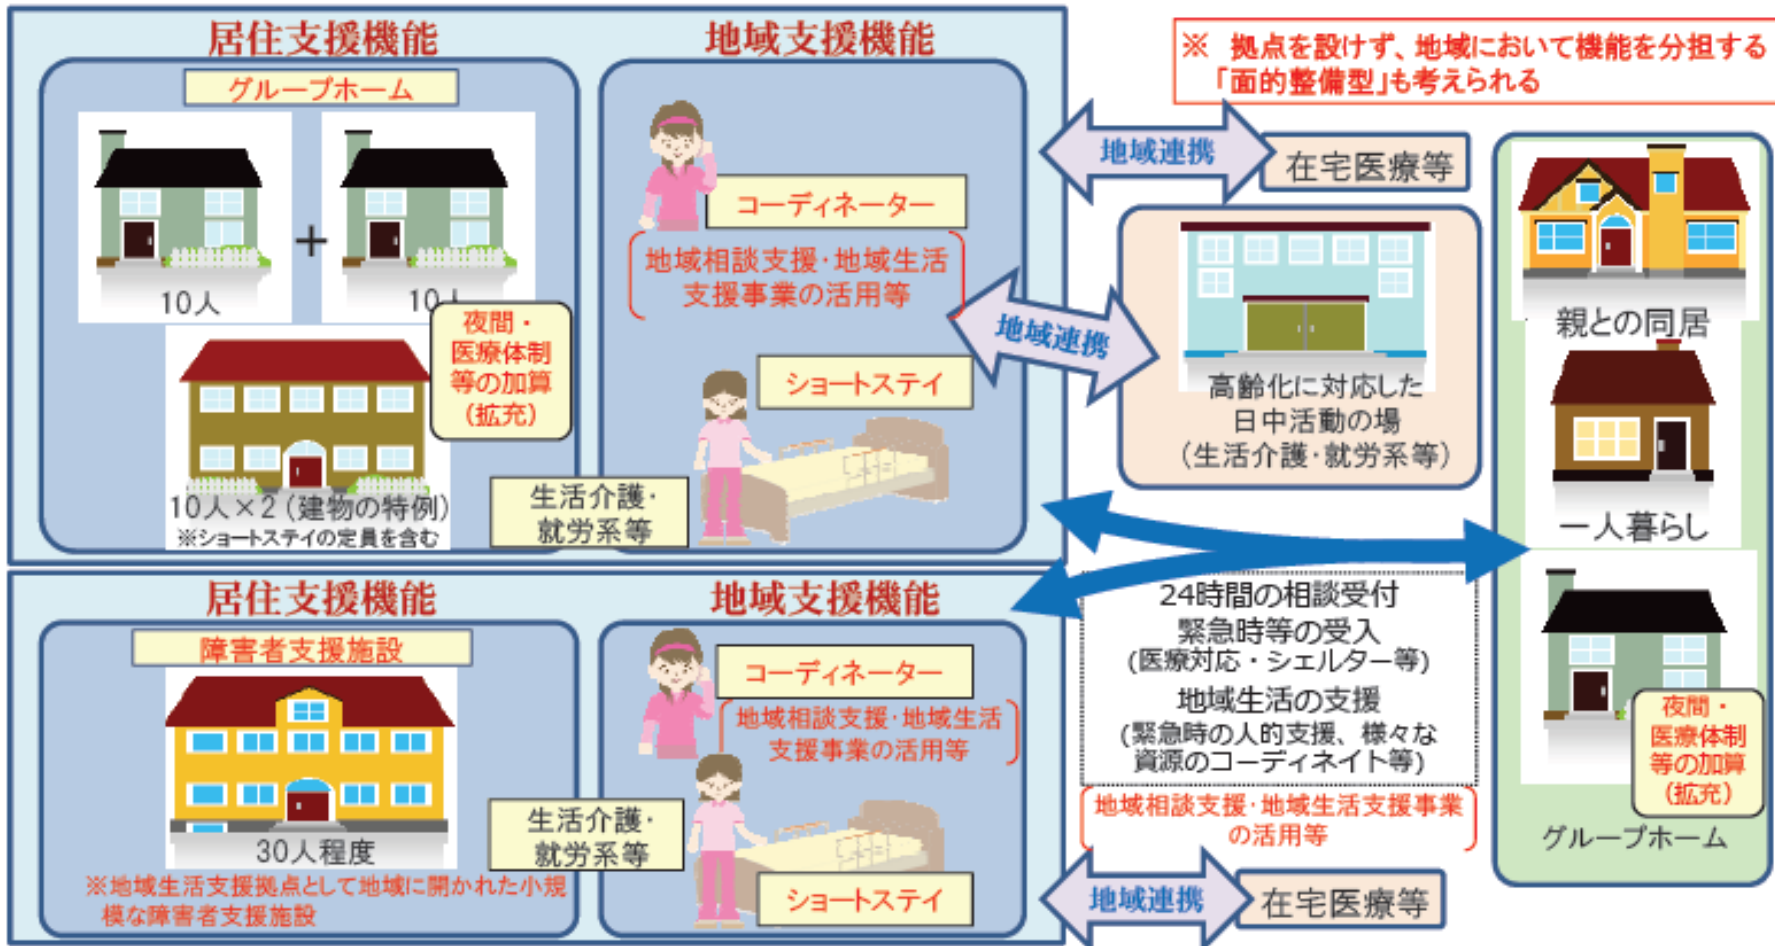 居住支援機能
地域支援機能
グループホーム
10人
+
10人
夜間・
医療体制
等の加算
(拡充)
10人×2(建物の特例)
※ショートステイの定員を含む
コーディネーター
地域相談支援・地域生活
支援事業の活用等
ショートステイ
生活介護・
就労系等
※ 拠点を設けず、地域において機能を分担する
「面的整備型」も考えられる
地域連携
在宅医療等
地域連携
高齢化に対応した
日中活動の場
(生活介護・就労系等)
親との同居
一人暮らし
夜間・
医療体制
等の加算
(拡充)
グループホーム
居住支援機能
地域支援機能
障害者支援施設
30人程度
※地域生活支援拠点として地域に開かれた小規
模な障害者支援施設
コーディネーター
地域相談支援・地域生活
支援事業の活用等
生活介護・
就労系等
ショートステイ
24時間の相談受付
緊急時等の受入
(医療対応・シェルター等)
地域生活の支援
(緊急時の人的支援、様々な
資源のコーディネイト等)
地域相談支援・地域生活支援事業
の活用等
地域連携
在宅医療等